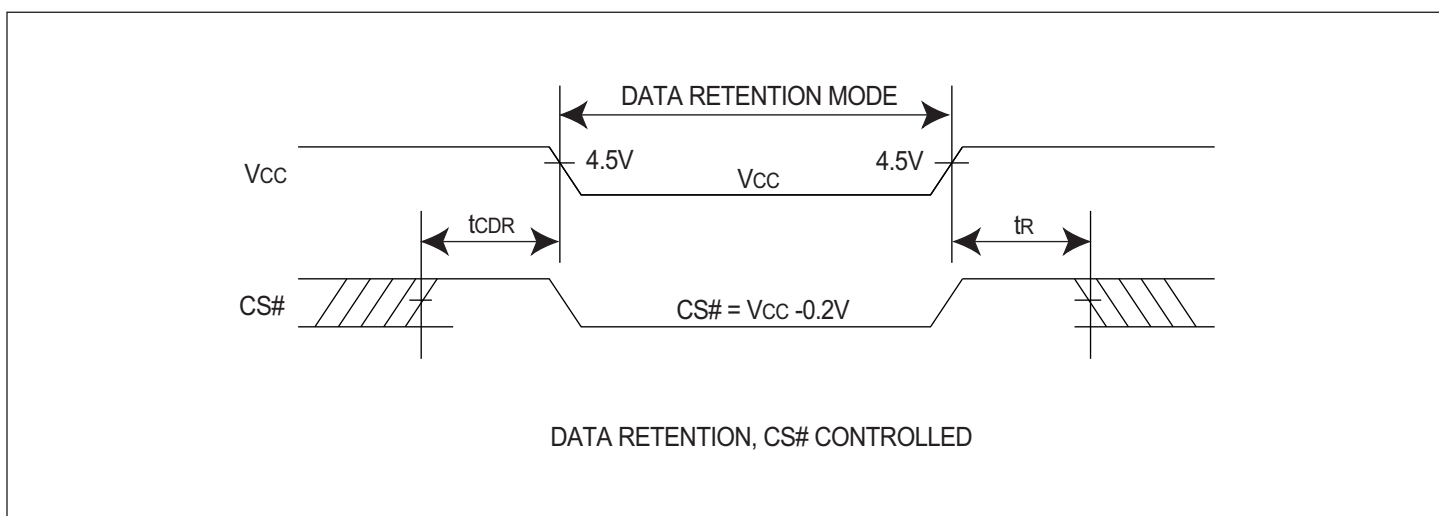 DATA RETENTION MODE
4.5V
4.5V
VCC
VCC
tCDR
tR
CS#
CS# = VCC -0.2V
DATA RETENTION, CS# CONTROLLED